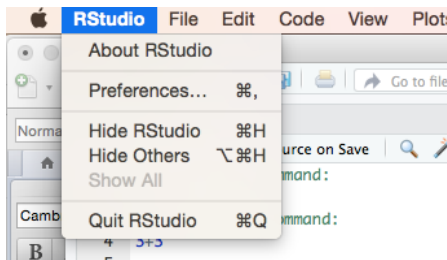 RStudio File Edit Code View Plots
About RStudio
Go to file
Preferences... ⌘,
Norma
Hide RStudio ⌘H
Hide Others ⌥⌘H
urce on Save
Show All
mmand:
Camb
Quit RStudio ⌘Q
ommand:
B
4 3+3
5